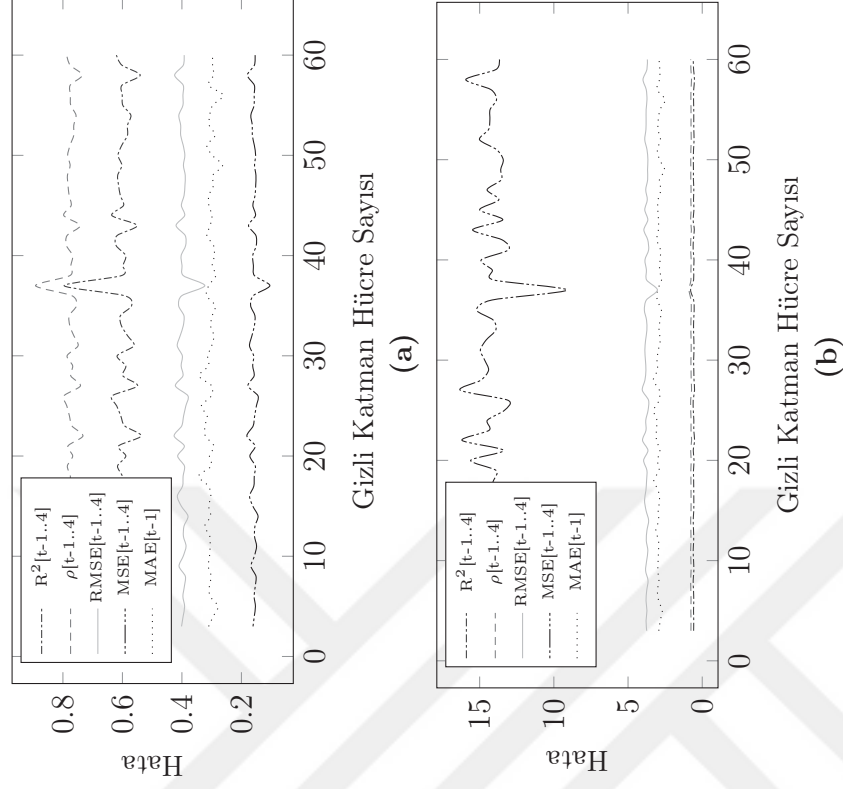 Hata
0.8
0.6
0.4
0.2
R²[t-1..4]
ρ[t-1..4]
RMSE[t-1..4]
MSE[t-1..4]
MAE[t-1]
0 10 20 30 40 50 60
Gizli Katman Hücre Sayısı
(a)
Hata
15
10
5
0
R²[t-1..4]
ρ[t-1..4]
RMSE[t-1..4]
MSE[t-1..4]
MAE[t-1]
0 10 20 30 40 50 60
Gizli Katman Hücre Sayısı
(b)